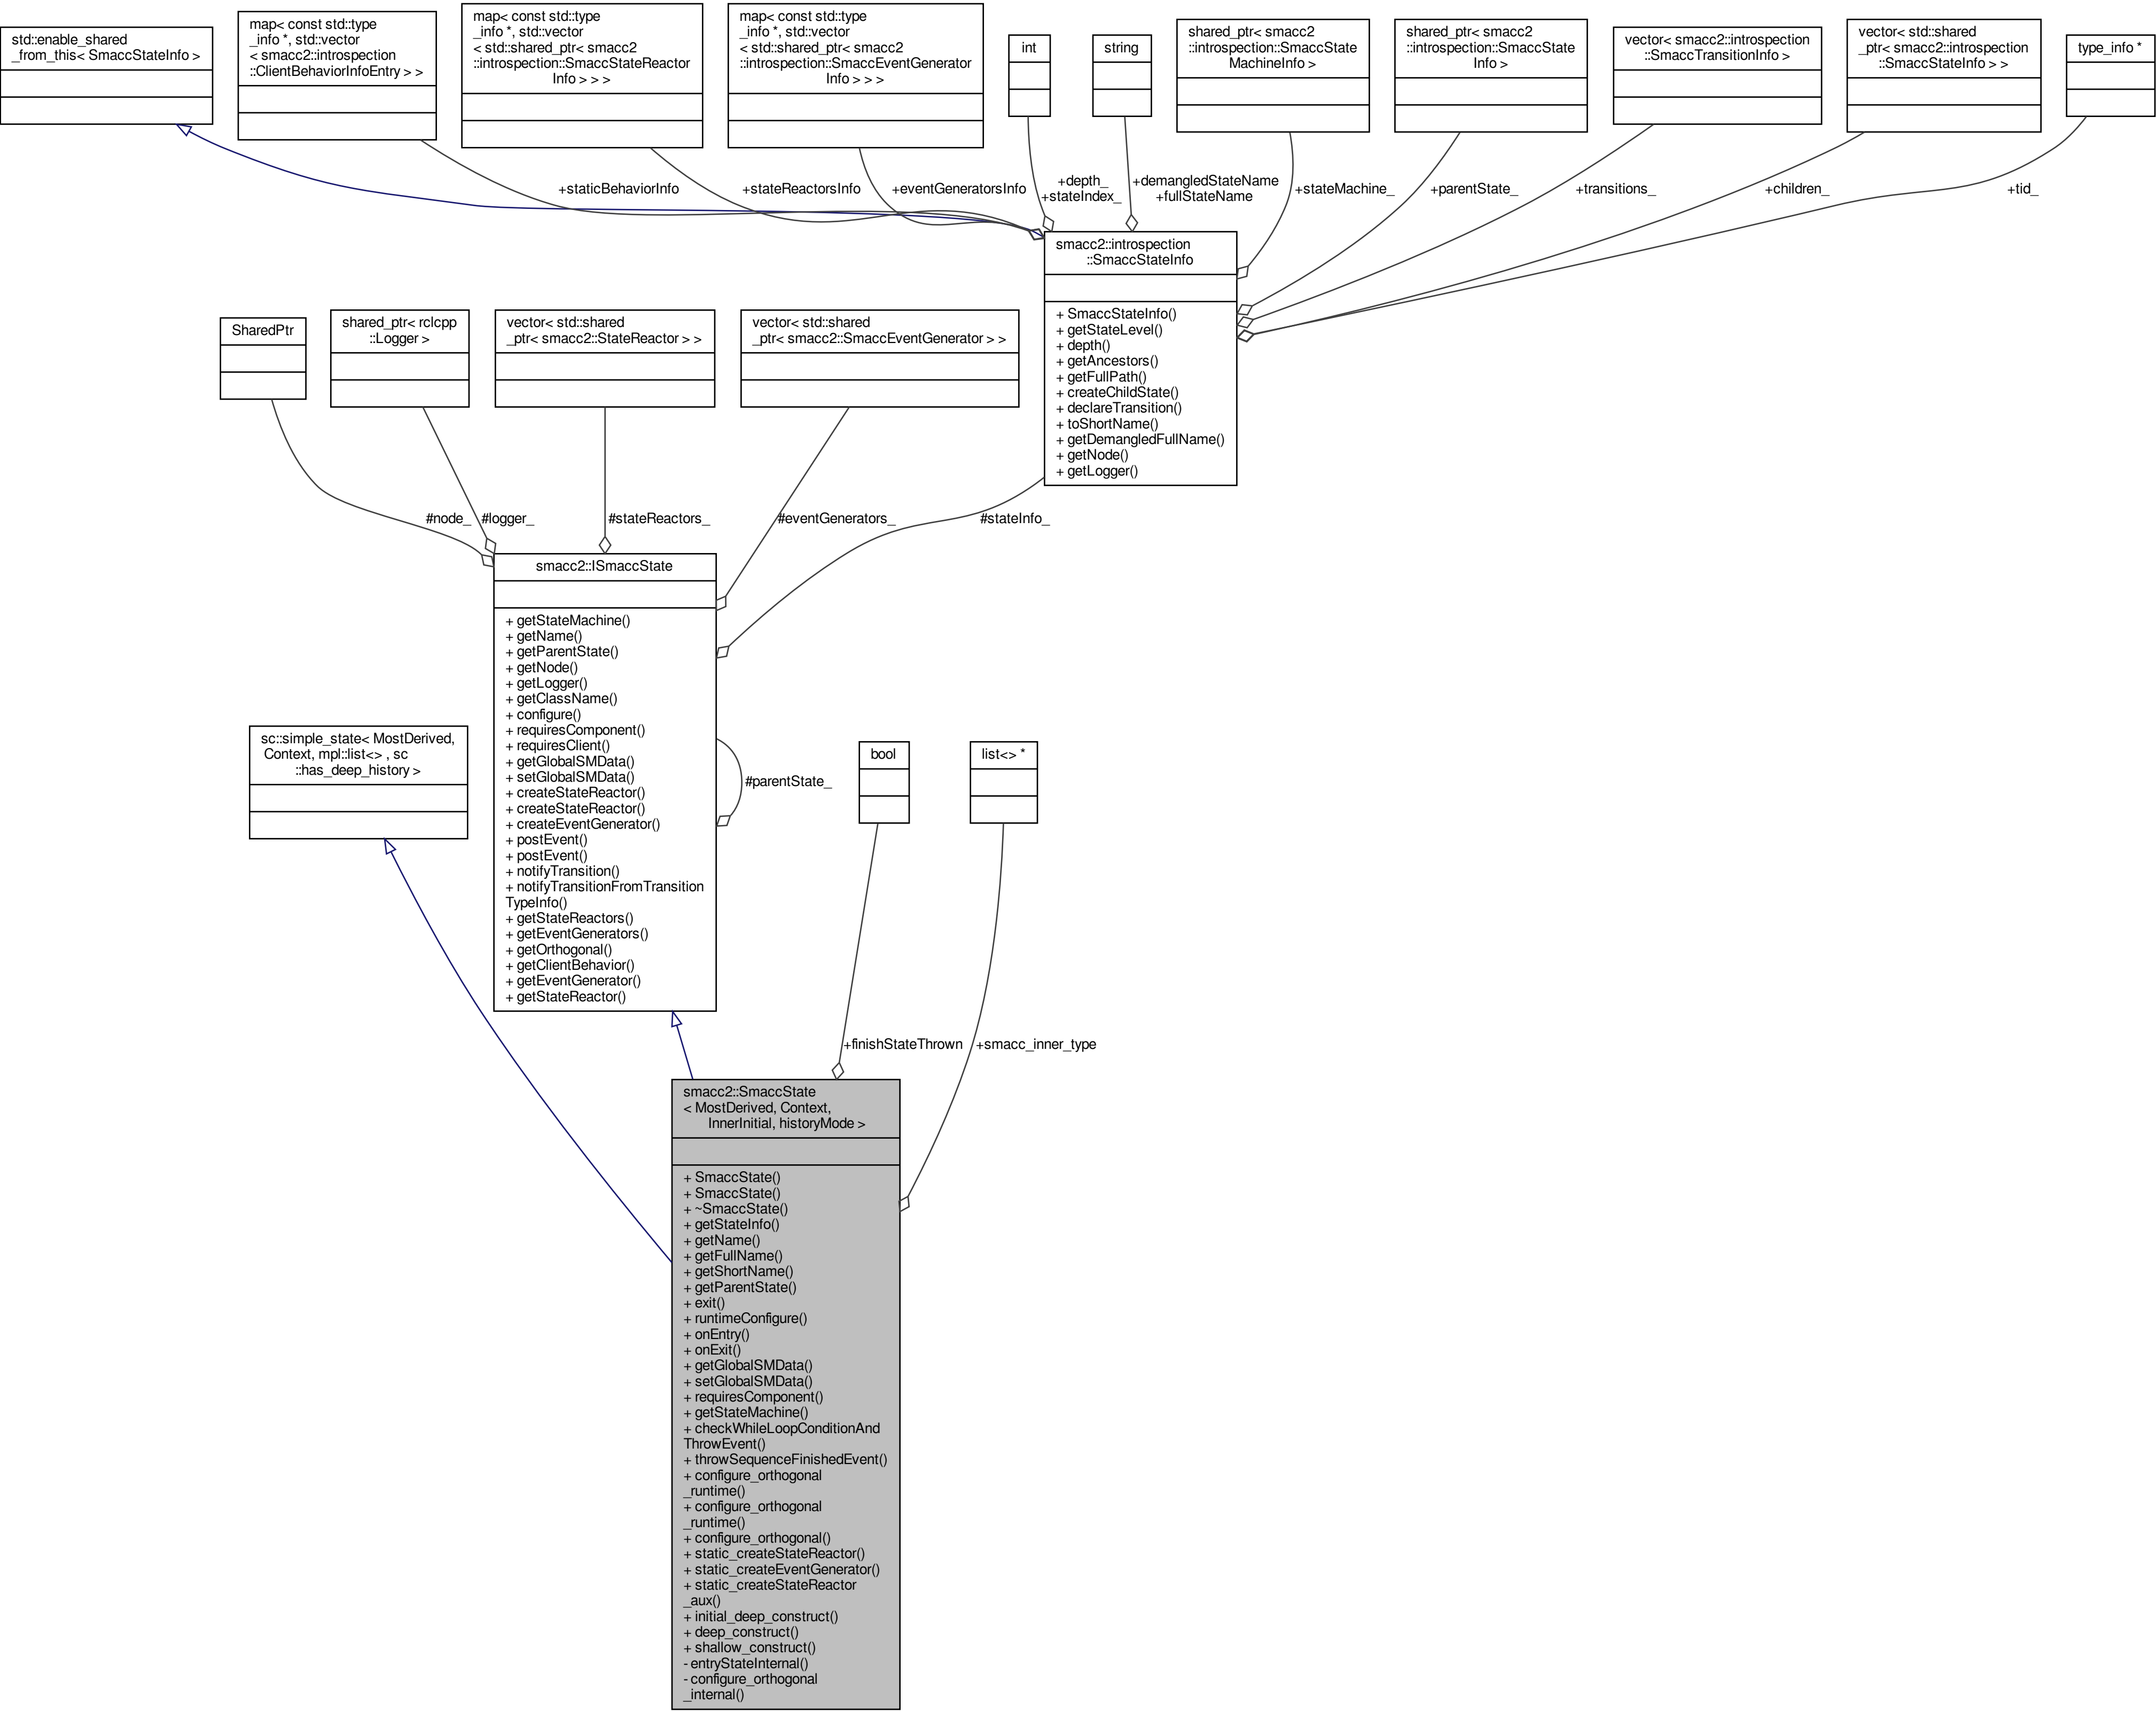 std::enable_shared
_from_this< SmaccStateInfo >
map< const std::type
_info *, std::vector
< smacc2::introspection
::ClientBehaviorInfoEntry > >
map< const std::type
_info *, std::vector
< std::shared_ptr< smacc2
::introspection::SmaccStateReactor
Info > > >
map< const std::type
_info *, std::vector
< std::shared_ptr< smacc2
::introspection::SmaccEventGenerator
Info > > >
int
string
shared_ptr< smacc2
::introspection::SmaccState
MachineInfo >
shared_ptr< smacc2
::introspection::SmaccState
Info >
vector< smacc2::introspection
::SmaccTransitionInfo >
vector< std::shared
_ptr< smacc2::introspection
::SmaccStateInfo > >
type_info *
+staticBehaviorInfo
+stateReactorsInfo
+eventGeneratorsInfo
+depth_
+stateIndex_
+demangledStateName
+fullStateName
+stateMachine_
+parentState_
+transitions_
+children_
+tid_
smacc2::introspection
::SmaccStateInfo
+ SmaccStateInfo()
+ getStateLevel()
+ depth()
+ getAncestors()
+ getFullPath()
+ createChildState()
+ declareTransition()
+ toShortName()
+ getDemangledFullName()
+ getNode()
+ getLogger()
SharedPtr
shared_ptr< rclcpp
::Logger >
vector< std::shared
_ptr< smacc2::StateReactor > >
vector< std::shared
_ptr< smacc2::SmaccEventGenerator > >
#node_
#logger_
#stateReactors_
#eventGenerators_
#stateInfo_
smacc2::ISmaccState
+ getStateMachine()
+ getName()
+ getParentState()
+ getNode()
+ getLogger()
+ getClassName()
+ configure()
+ requiresComponent()
+ requiresClient()
+ getGlobalSMData()
+ setGlobalSMData()
+ createStateReactor()
+ createStateReactor()
+ createEventGenerator()
+ postEvent()
+ postEvent()
+ notifyTransition()
+ notifyTransitionFromTransition
TypeInfo()
+ getStateReactors()
+ getEventGenerators()
+ getOrthogonal()
+ getClientBehavior()
+ getEventGenerator()
+ getStateReactor()
#parentState_
sc::simple_state< MostDerived,
Context, mpl::list<> , sc
::has_deep_history >
bool
list<> *
+finishStateThrown
+smacc_inner_type
smacc2::SmaccState
< MostDerived, Context,
InnerInitial, historyMode >
+ SmaccState()
+ SmaccState()
+ ~SmaccState()
+ getStateInfo()
+ getName()
+ getFullName()
+ getShortName()
+ getParentState()
+ exit()
+ runtimeConfigure()
+ onEntry()
+ onExit()
+ getGlobalSMData()
+ setGlobalSMData()
+ requiresComponent()
+ getStateMachine()
+ checkWhileLoopConditionAnd
ThrowEvent()
+ throwSequenceFinishedEvent()
+ configure_orthogonal
_runtime()
+ configure_orthogonal
_runtime()
+ configure_orthogonal()
+ static_createStateReactor()
+ static_createEventGenerator()
+ static_createStateReactor
_aux()
+ initial_deep_construct()
+ deep_construct()
+ shallow_construct()
- entryStateInternal()
- configure_orthogonal
_internal()